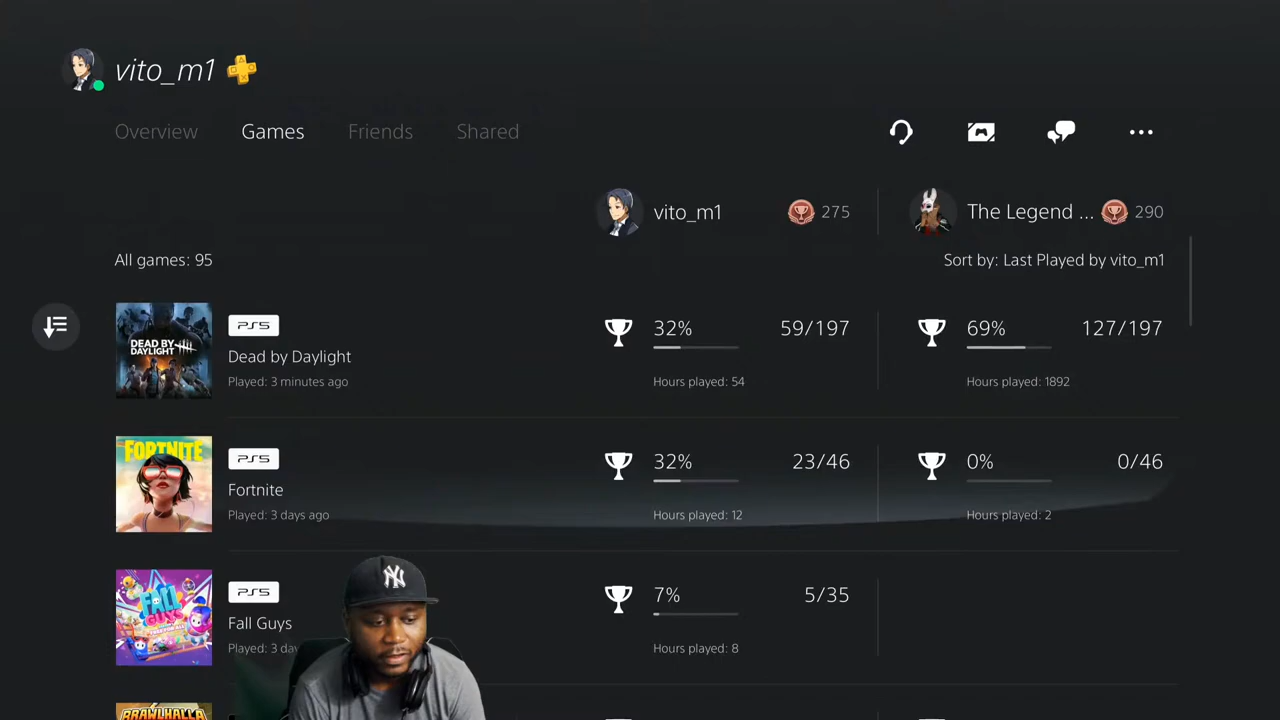 vito_m1
Overview Games Friends Shared
vito_m1 275 The Legend ... 290
All games: 95 Sort by: Last Played by vito_m1
DEAD BY DAYLIGHT
PS5
Dead by Daylight
Played: 3 minutes ago
32% 59/197 69% 127/197
Hours played: 54 Hours played: 1892
FORTNITE
PS5
Fortnite
Played: 3 days ago
32% 23/46 0% 0/46
Hours played: 12 Hours played: 2
FALL GUYS
PS5
Fall Guys
Played: 3 da
7% 5/35
Hours played: 8
BRAWLHALLA